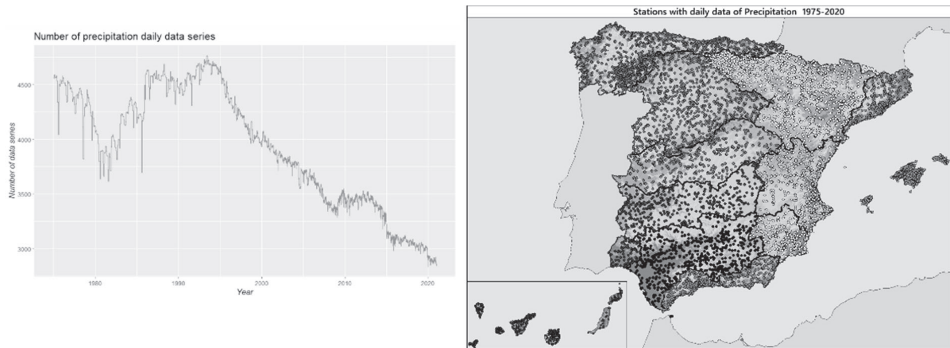 Number of precipitation daily data series
4500
4000
3500
3000
Number of data series
1980
1990
2000
2010
2020
Year
Stations with daily data of Precipitation 1975-2020